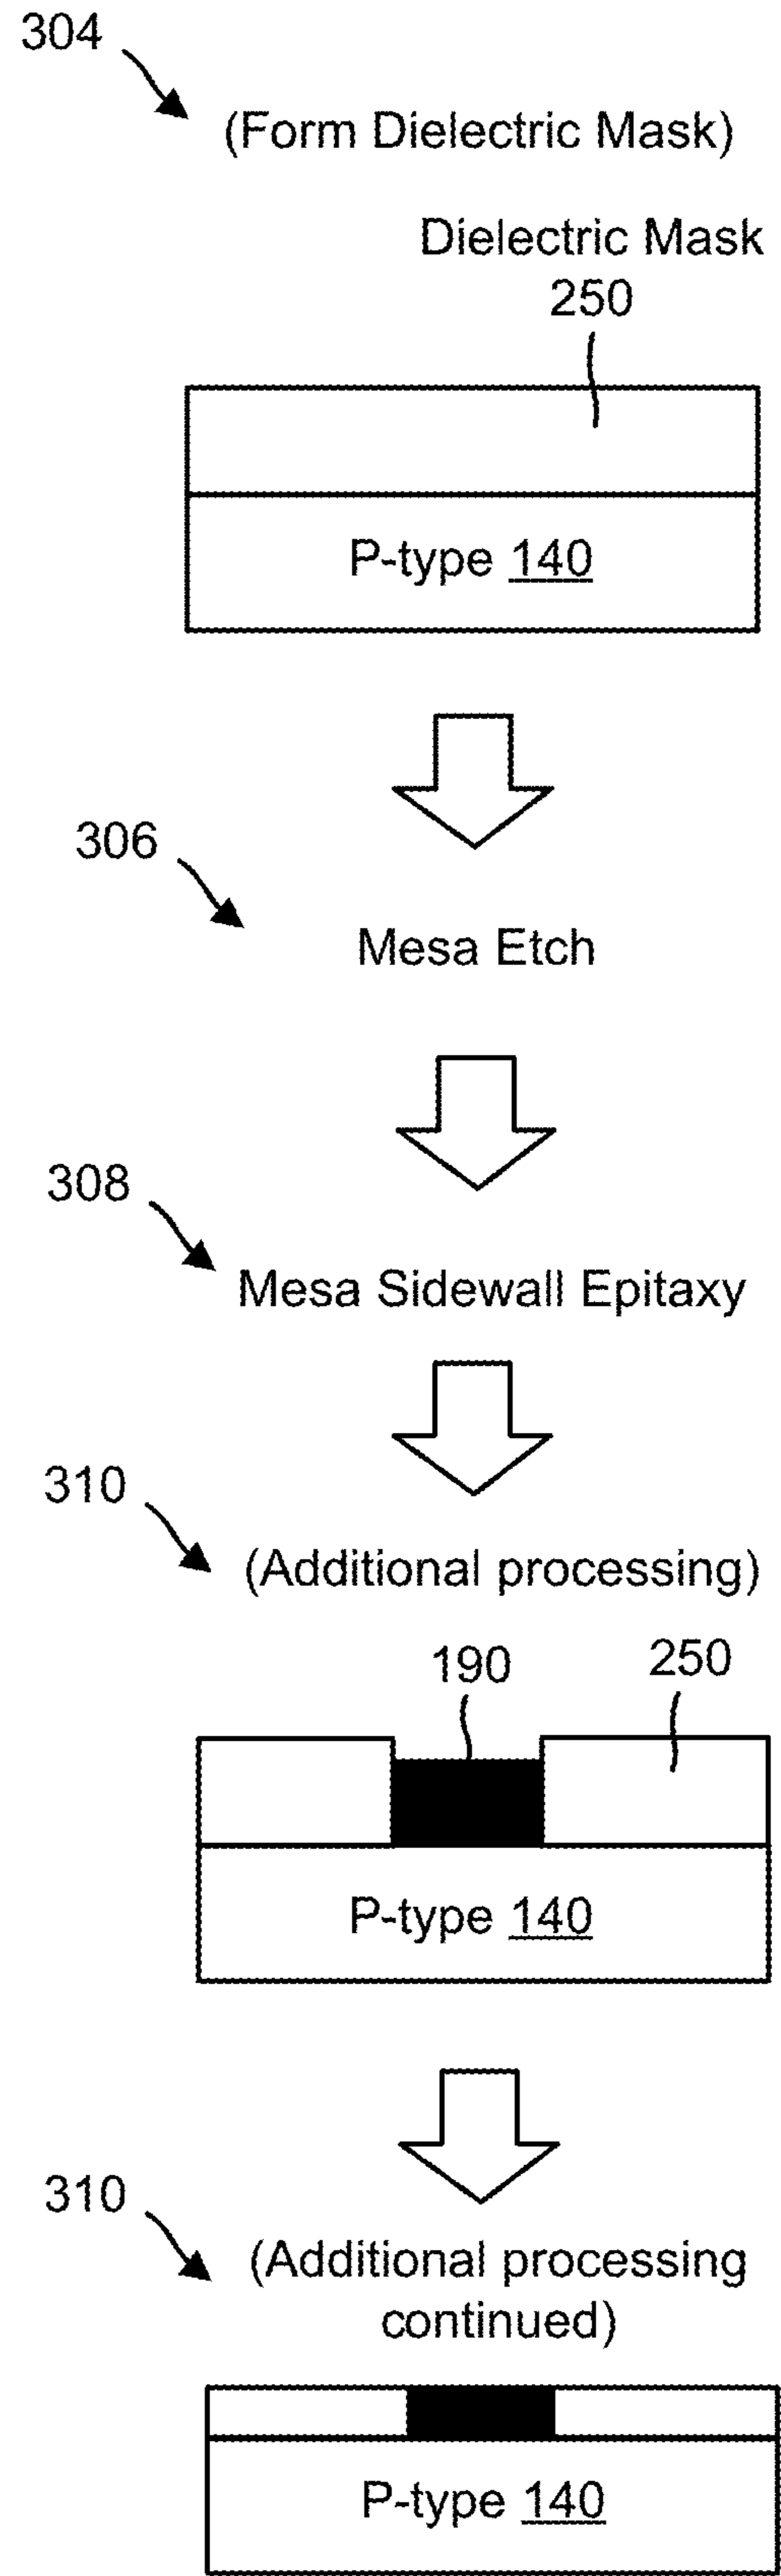 304
(Form Dielectric Mask)
Dielectric Mask
250
P-type 140
306
Mesa Etch
308
Mesa Sidewall Epitaxy
310
(Additional processing)
190
250
P-type 140
310
(Additional processing
continued)
P-type 140